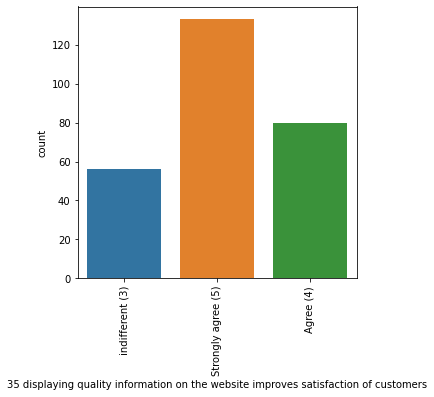 120
100
80
60
40
20
0
count
indifferent (3)
Strongly agree (5)
Agree (4)
35 displaying quality information on the website improves satisfaction of customers